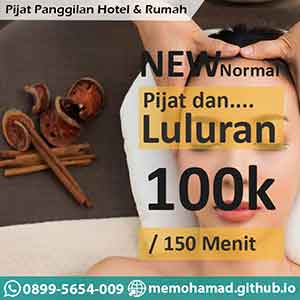 Pijat Panggilan Hotel & Rumah
NEW Normal
Pijat dan....
Luluran
100k
/ 150 Menit
0899-5654-009 memohamad.github.io